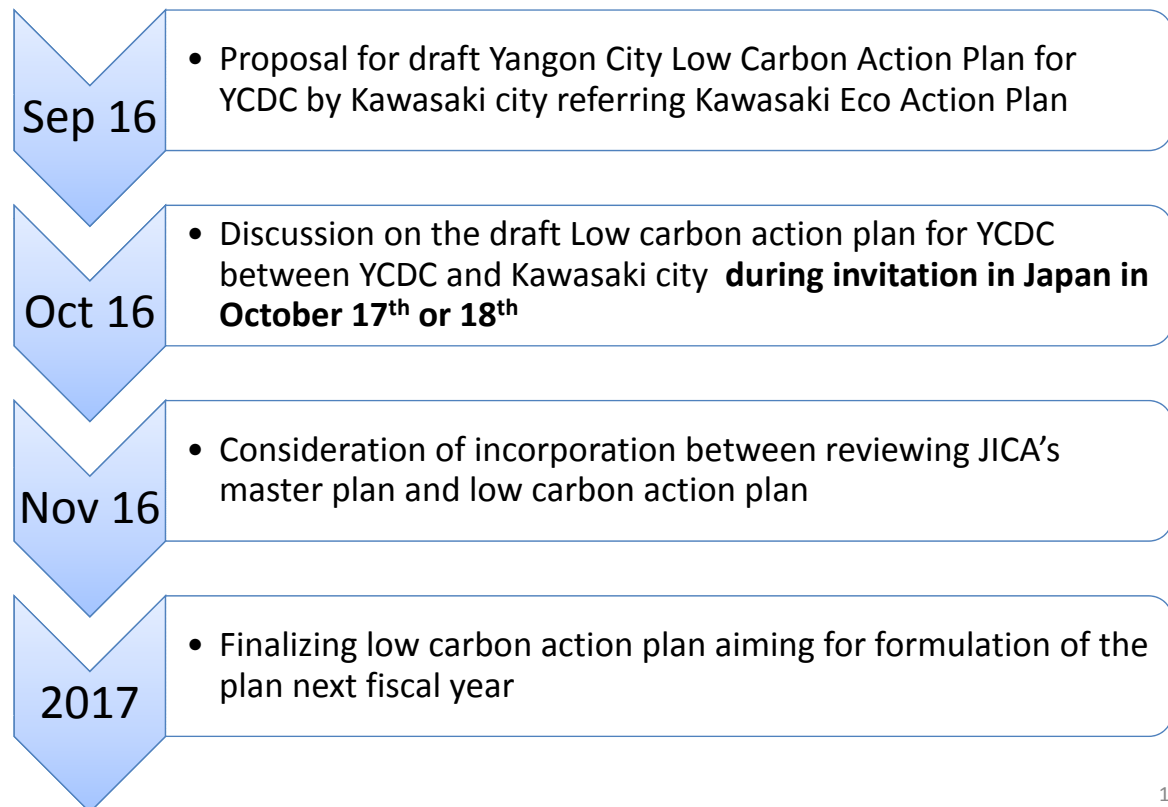 Sep 16
• Proposal for draft Yangon City Low Carbon Action Plan for
YCDC by Kawasaki city referring Kawasaki Eco Action Plan
Oct 16
• Discussion on the draft Low carbon action plan for YCDC
between YCDC and Kawasaki city during invitation in Japan in
October 17th or 18th
Nov 16
• Consideration of incorporation between reviewing JICA’s
master plan and low carbon action plan
2017
• Finalizing low carbon action plan aiming for formulation of the
plan next fiscal year
1